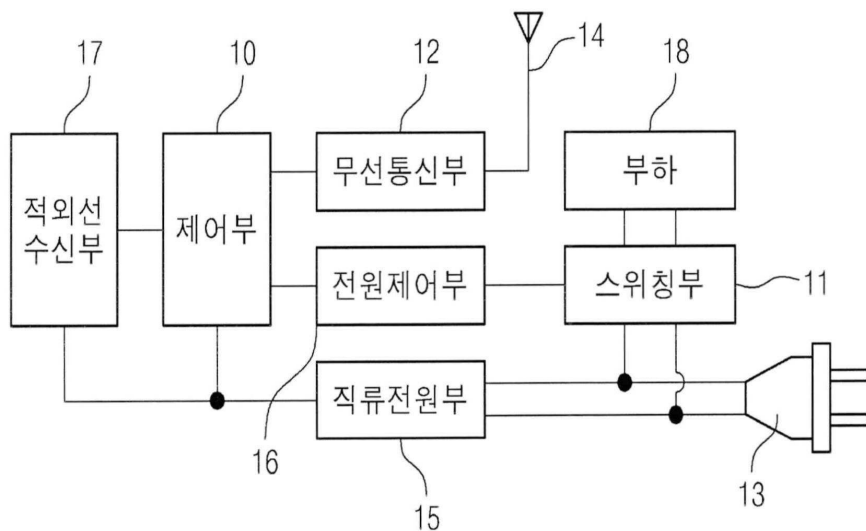 17
10
12
14
18
적외선
수신부
제어부
무선통신부
부하
전원제어부
스위칭부
11
직류전원부
16
15
13